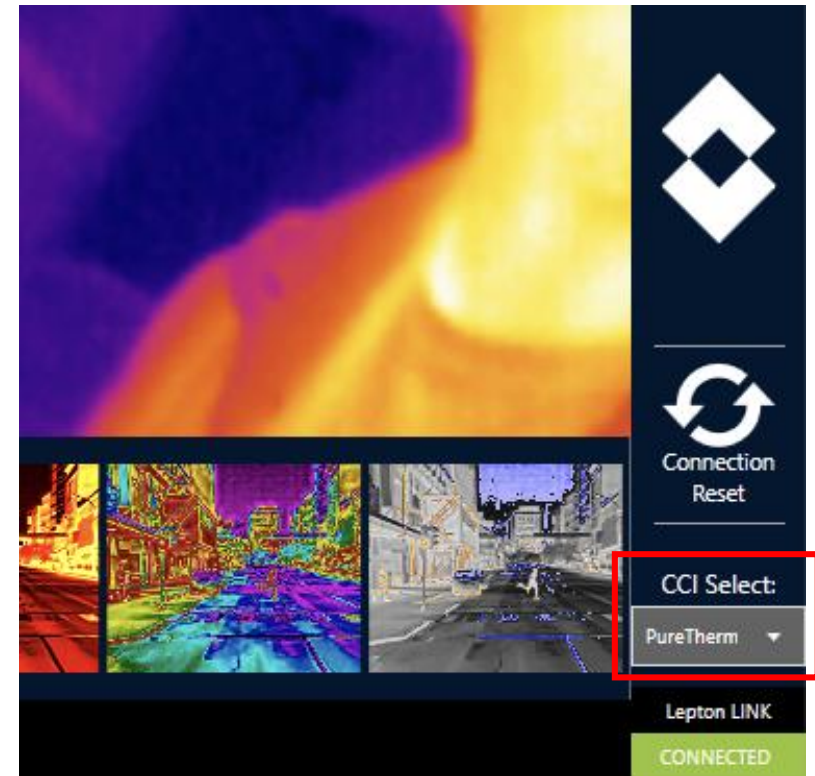 Connection
Reset
CCI Select:
PureTherm
Lepton LINK
CONNECTED